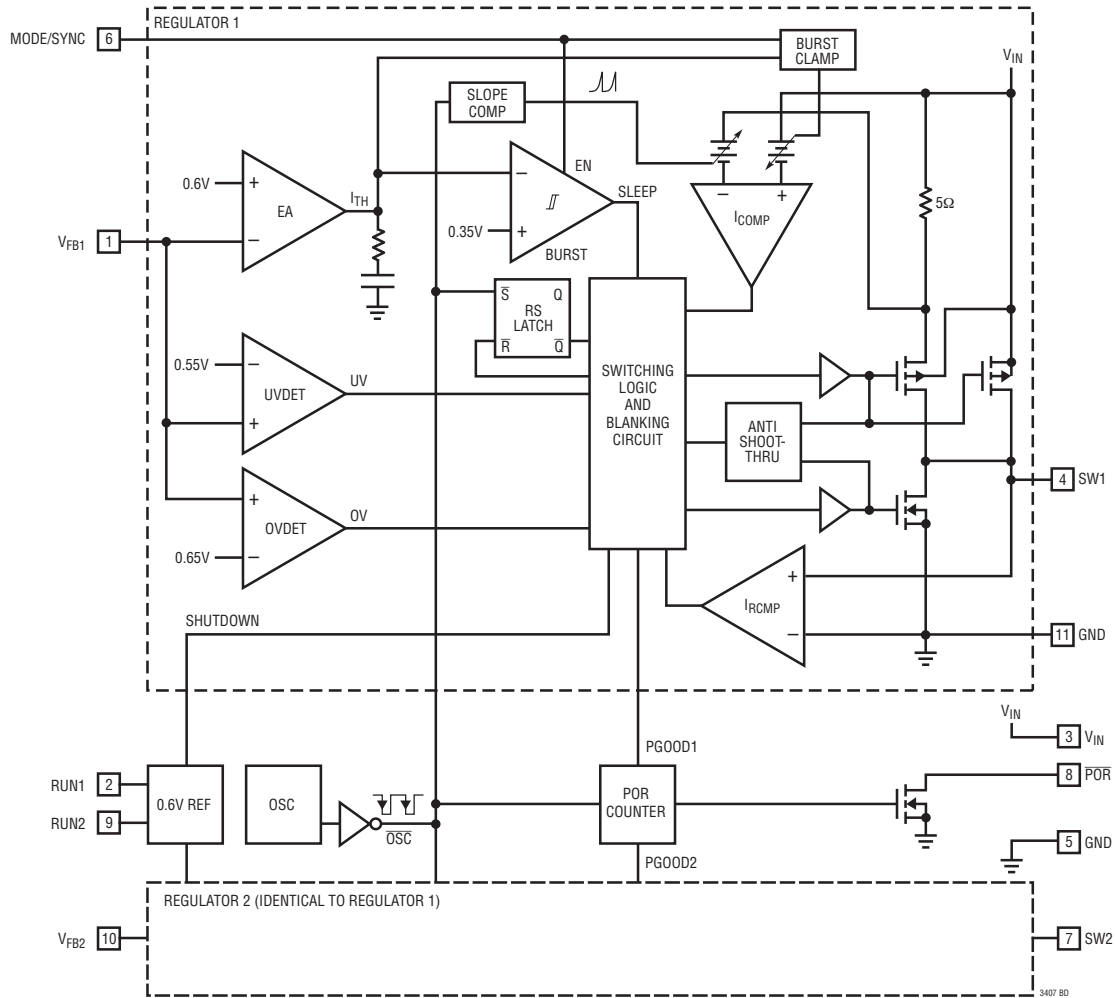 REGULATOR 1
MODE/SYNC
6
BURST
CLAMP
VIN
SLOPE
COMP
EN
SLEEP
0.6V
+
EA
−
ITH
−
0.35V
+
BURST
−
+
ICOMP
5Ω
VFB1
1
S̅
Q
RS
LATCH
R̅
Q̅
0.55V
−
UVDET
+
UV
SWITCHING
LOGIC
AND
BLANKING
CIRCUIT
ANTI
SHOOT-
THRU
4
SW1
+
OVDET
0.65V
−
OV
+
IRCMP
−
SHUTDOWN
11
GND
VIN
3
VIN
PGOOD1
RUN1
2
RUN2
9
0.6V REF
OSC
O̅S̅C̅
POR
COUNTER
8
P̅O̅R̅
5
GND
PGOOD2
REGULATOR 2 (IDENTICAL TO REGULATOR 1)
VFB2
10
7
SW2
3407 BD